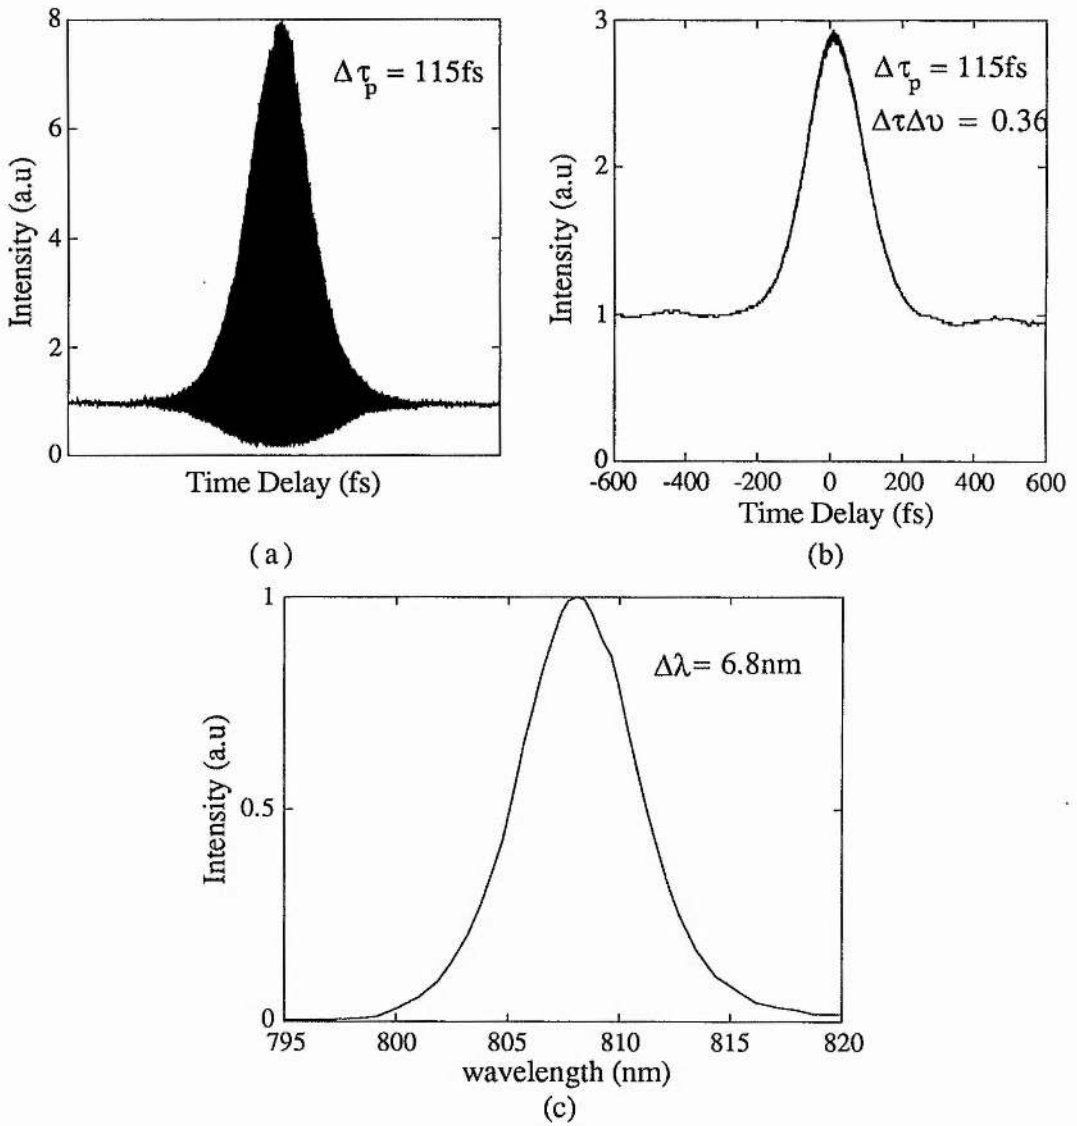 8
6
4
2
0
Intensity (a.u)
Δτp = 115fs
Time Delay (fs)
(a)
3
2
1
0
Intensity (a.u)
Δτp = 115fs
ΔτΔυ = 0.36
-600 -400 -200 0 200 400 600
Time Delay (fs)
(b)
1
0.5
0
Intensity (a.u)
Δλ= 6.8nm
795 800 805 810 815 820
wavelength (nm)
(c)